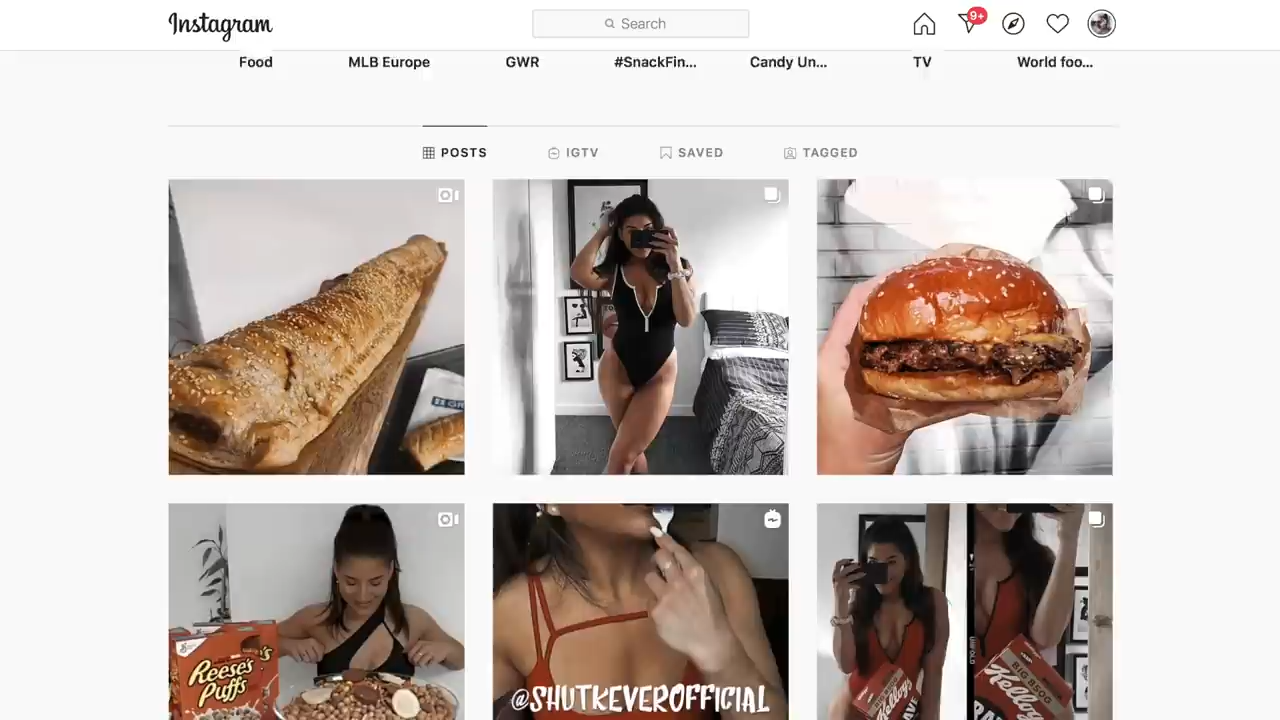 Instagram
Search
9+
Food MLB Europe GWR #SnackFin... Candy Un... TV World foo...
POSTS IGTV SAVED TAGGED
Reese's
Puffs
@SHUTKEVEROFFICIAL
Kellogg's
Kellogg's